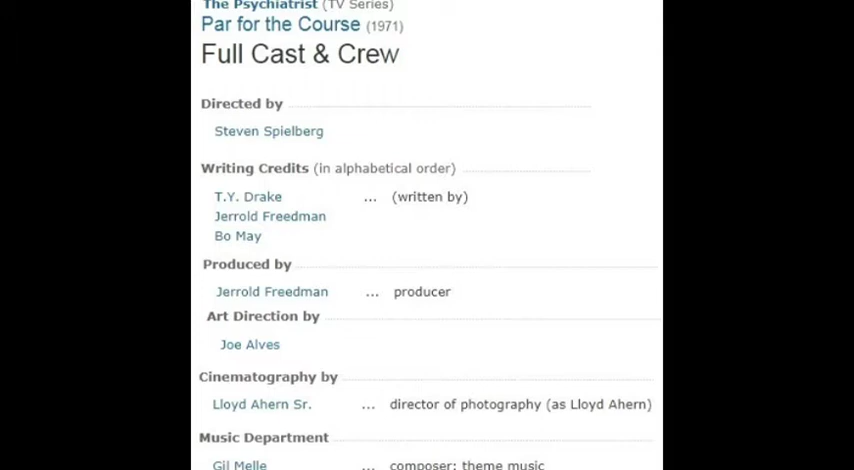 The Psychiatrist (TV Series)
Par for the Course (1971)
Full Cast & Crew
Directed by
Steven Spielberg
Writing Credits (in alphabetical order)
T.Y. Drake ... (written by)
Jerrold Freedman
Bo May
Produced by
Jerrold Freedman ... producer
Art Direction by
Joe Alves
Cinematography by
Lloyd Ahern Sr. ... director of photography (as Lloyd Ahern)
Music Department
Gil Melle ... composer: theme music